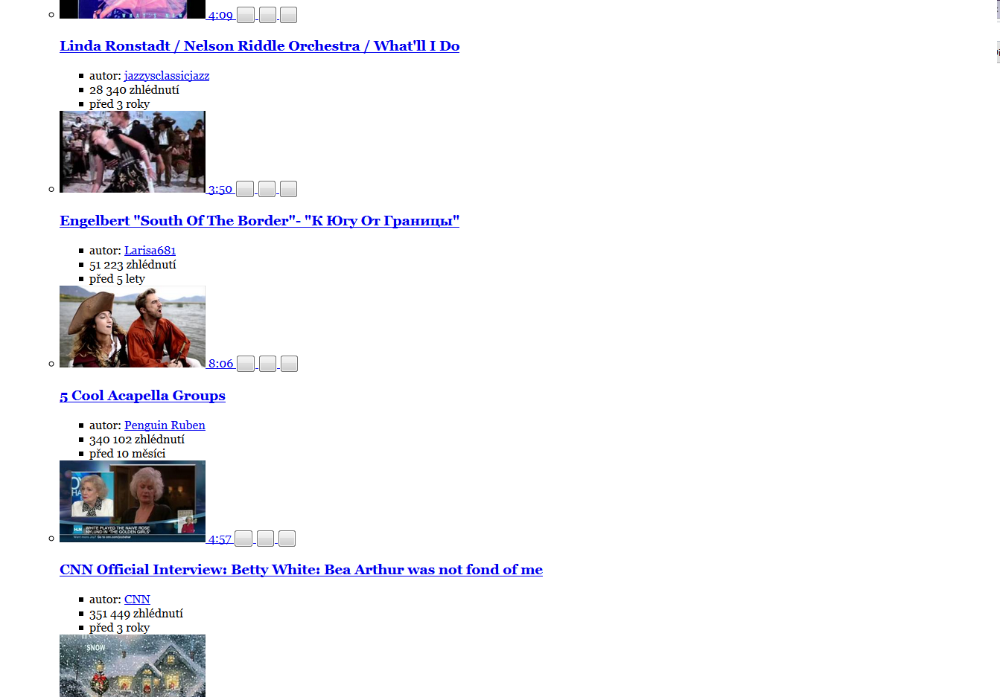 WHAT'S NEW
4:09
Linda Ronstadt / Nelson Riddle Orchestra / What'll I Do
autor: jazzysclassicjazz
28 340 zhlédnutí
před 3 roky
3:50
Engelbert "South Of The Border"- "К Югу От Границы"
autor: Larisa681
51 223 zhlédnutí
před 5 lety
8:06
5 Cool Acapella Groups
autor: Penguin Ruben
340 102 zhlédnutí
před 10 měsíci
HLN
WHITE PLAYED THE NAIVE ROSE
NYLUND IN "THE GOLDEN GIRLS"
4:57
CNN Official Interview: Betty White: Bea Arthur was not fond of me
autor: CNN
351 449 zhlédnutí
před 3 roky
SNOW